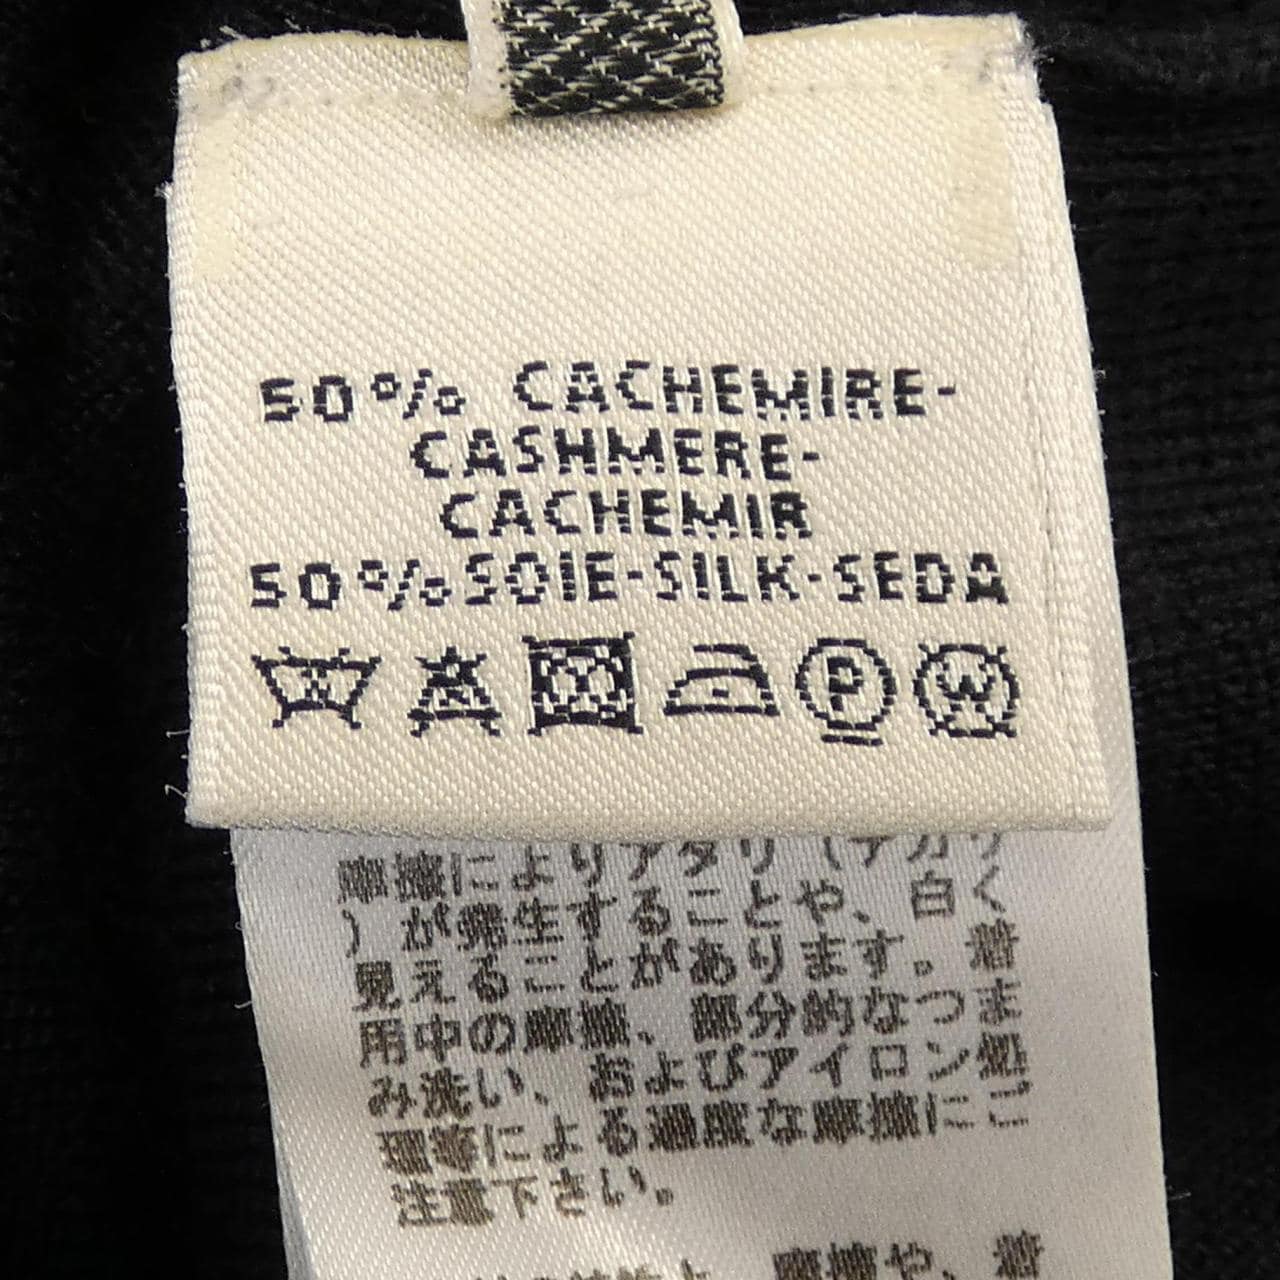 50% CACHEMIRE-
CASHMERE-
CACHEMIR
50% SOIE-SILK-SEDA
P W
摩擦によりアタリ(テカリ
)が発生することや、白く
見えることがあります。着
用中の摩擦、部分的なつま
み洗い、およびアイロン処
理等による過度な摩擦にご
注意下さい。
摩擦や、着